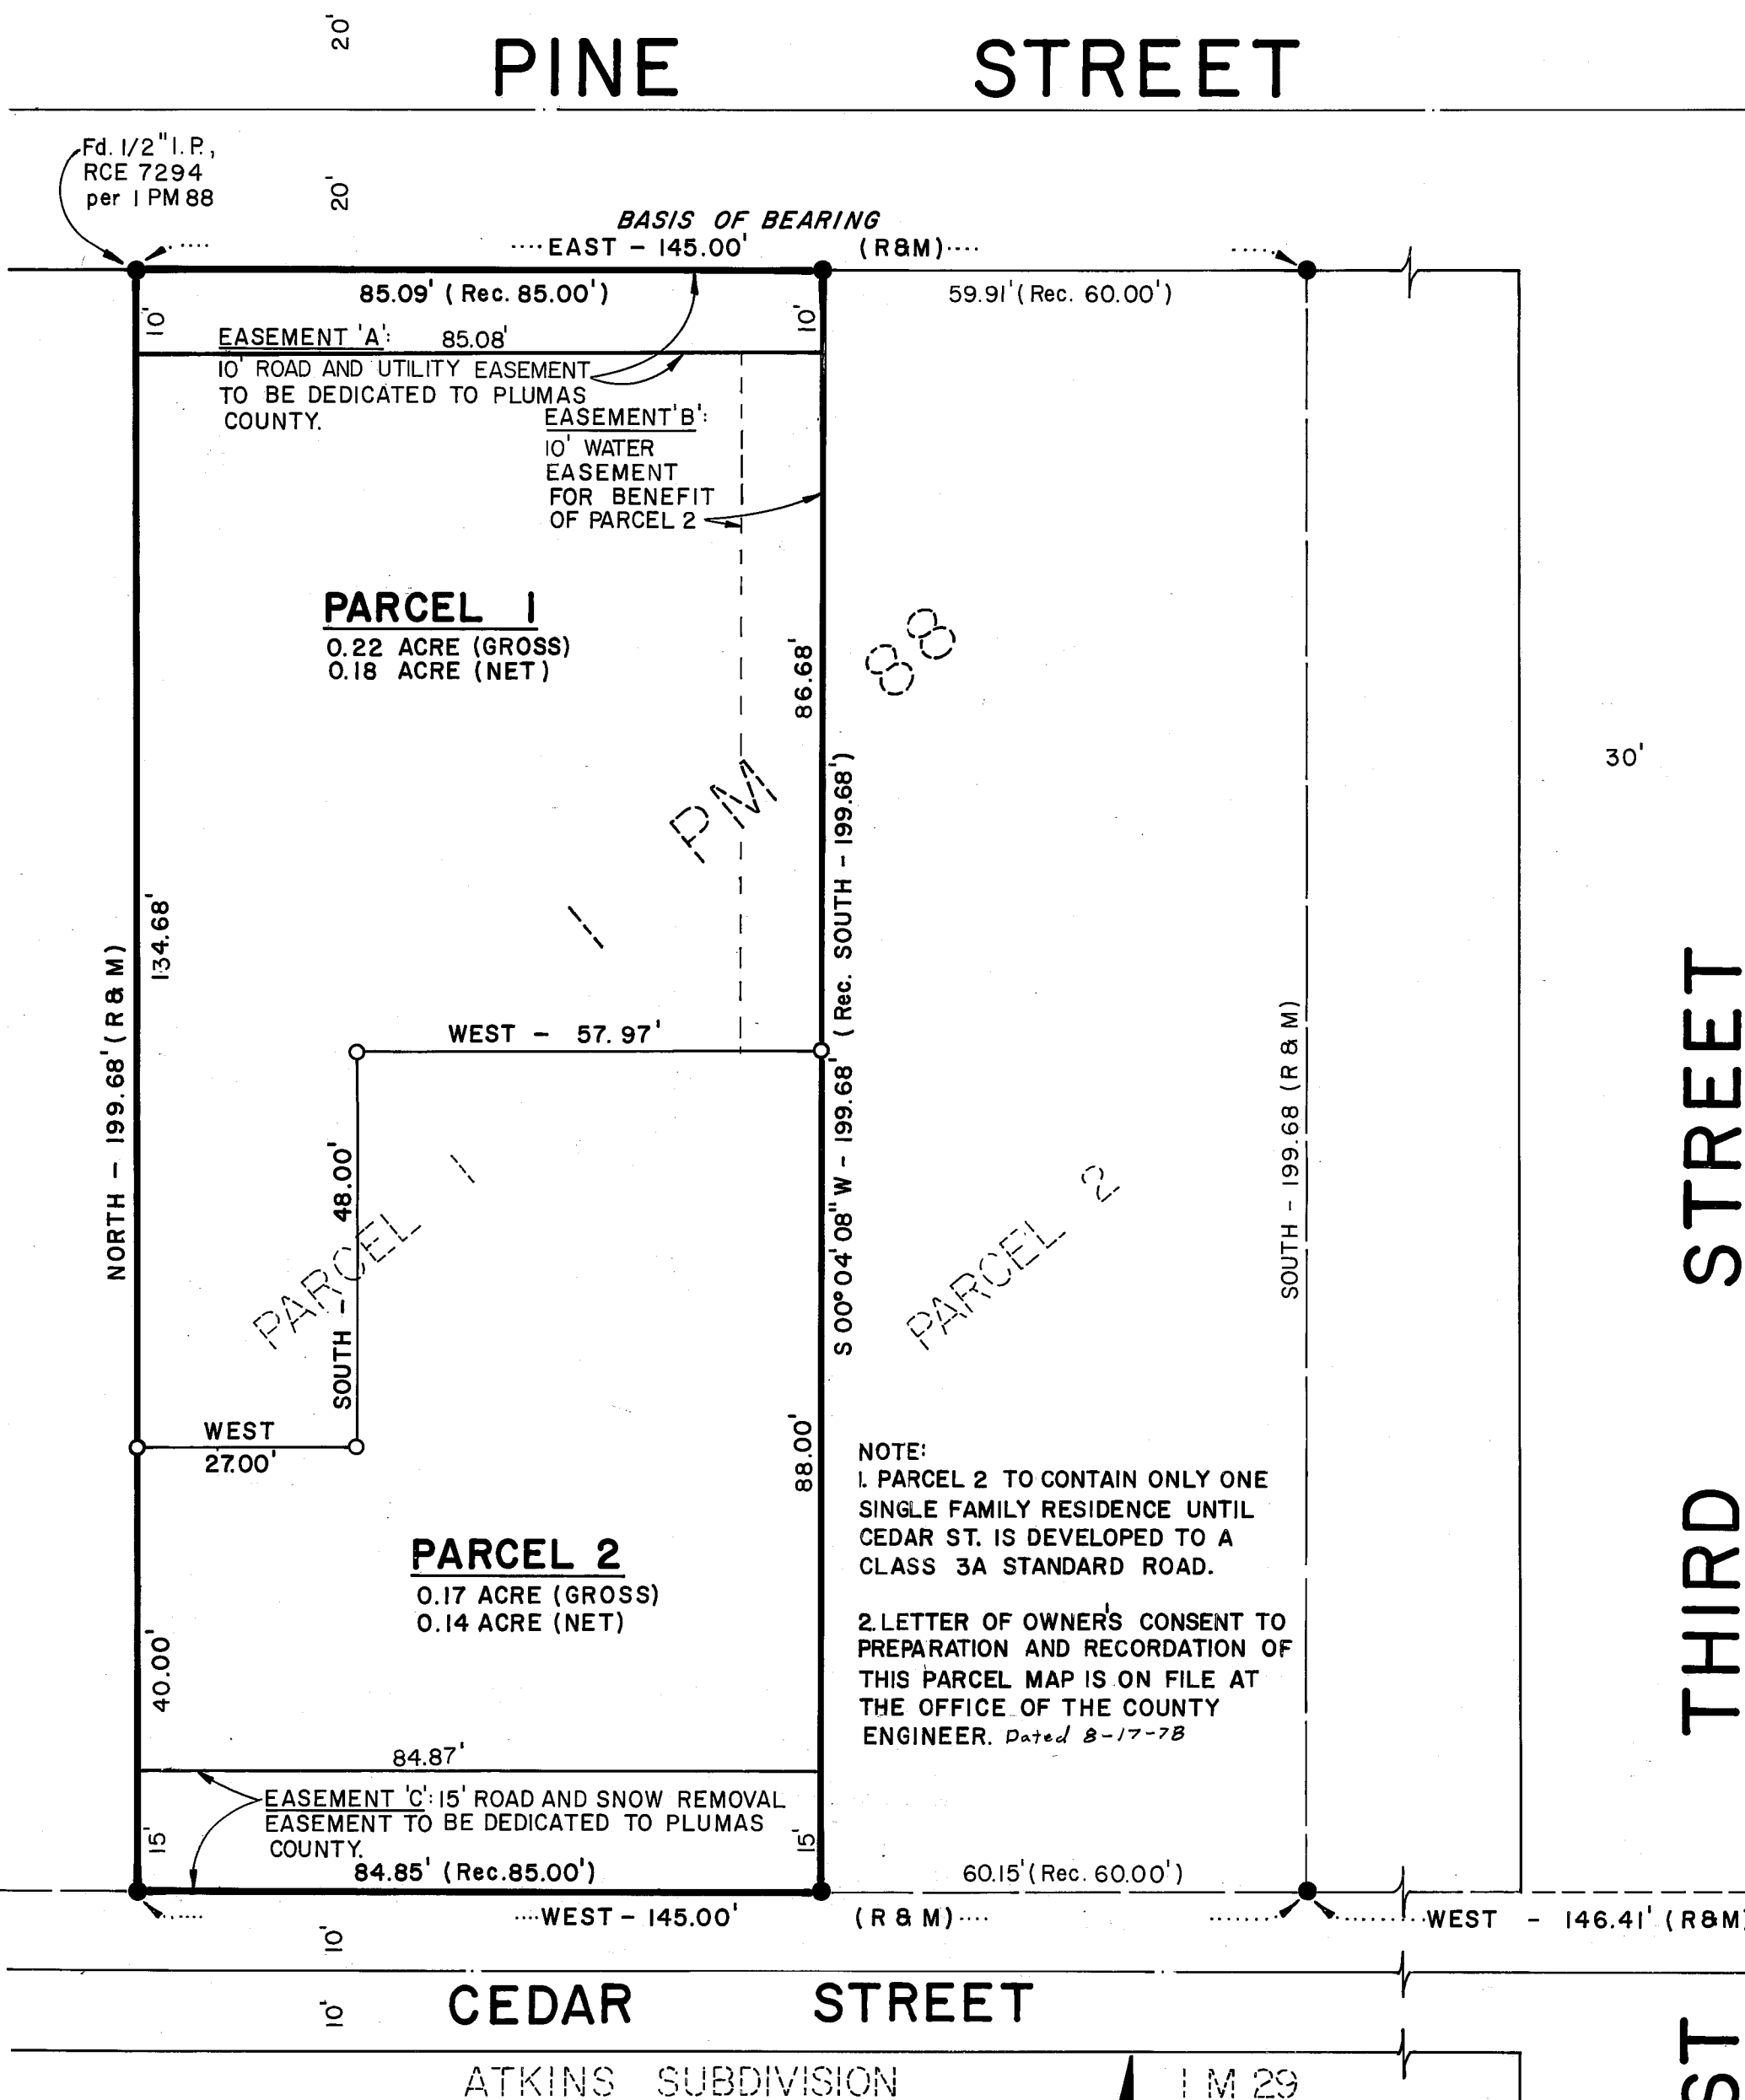 20'
PINE STREET
Fd. 1/2" I.P.,
RCE 7294
per 1 PM 88
20'
BASIS OF BEARING
EAST - 145.00' (R&M)
85.09' (Rec. 85.00')
59.91' (Rec. 60.00')
10'
10'
EASEMENT 'A': 85.08'
10' ROAD AND UTILITY EASEMENT
TO BE DEDICATED TO PLUMAS
COUNTY.
EASEMENT 'B':
10' WATER
EASEMENT
FOR BENEFIT
OF PARCEL 2
PARCEL 1
0.22 ACRE (GROSS)
0.18 ACRE (NET)
86.68'
1 PM 88
30'
134.68'
NORTH - 199.68' (R & M)
S 00° 04' 08" W - 199.68' (Rec. SOUTH - 199.68')
SOUTH - 199.68 (R & M)
WEST - 57.97'
SOUTH - 48.00'
PARCEL 1
PARCEL 2
THIRD STREET
WEST
27.00'
88.00'
NOTE:
1. PARCEL 2 TO CONTAIN ONLY ONE
SINGLE FAMILY RESIDENCE UNTIL
CEDAR ST. IS DEVELOPED TO A
CLASS 3A STANDARD ROAD.
2. LETTER OF OWNER'S CONSENT TO
PREPARATION AND RECORDATION OF
THIS PARCEL MAP IS ON FILE AT
THE OFFICE OF THE COUNTY
ENGINEER. Dated 8-17-78
PARCEL 2
0.17 ACRE (GROSS)
0.14 ACRE (NET)
40.00'
84.87'
EASEMENT 'C': 15' ROAD AND SNOW REMOVAL
EASEMENT TO BE DEDICATED TO PLUMAS
COUNTY.
15'
15'
84.85' (Rec. 85.00')
60.15' (Rec. 60.00')
WEST - 145.00' (R & M)
WEST - 146.41' (R&M)
10'
CEDAR STREET
10'
ST
ATKINS SUBDIVISION 1 M 29